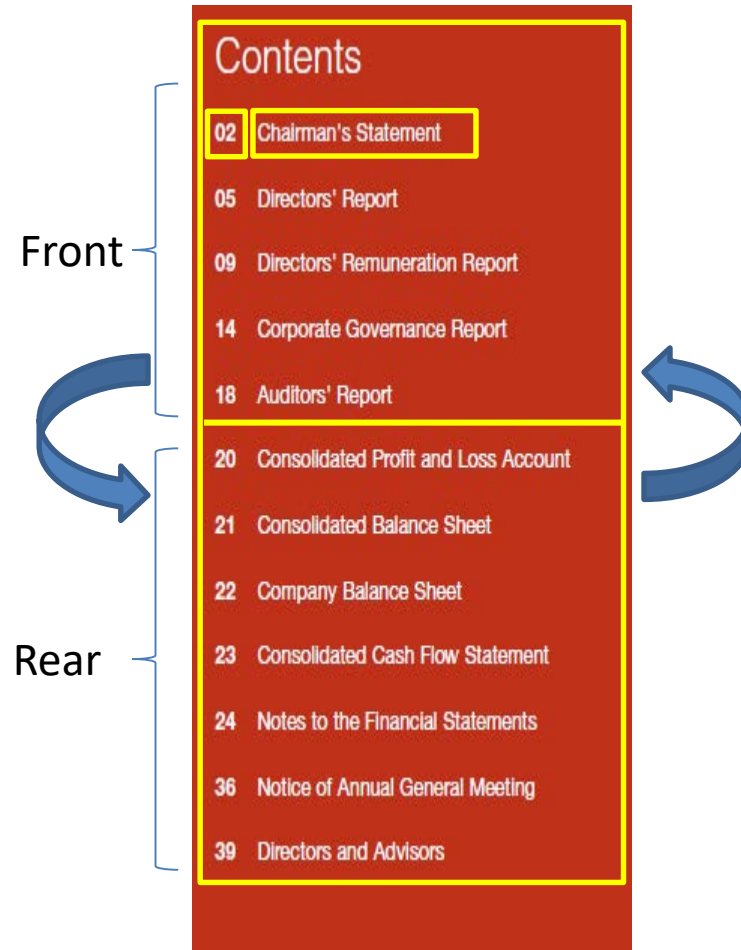 Contents
02 Chairman's Statement
05 Directors' Report
Front
09 Directors' Remuneration Report
14 Corporate Governance Report
18 Auditors' Report
20 Consolidated Profit and Loss Account
21 Consolidated Balance Sheet
22 Company Balance Sheet
Rear
23 Consolidated Cash Flow Statement
24 Notes to the Financial Statements
36 Notice of Annual General Meeting
39 Directors and Advisors